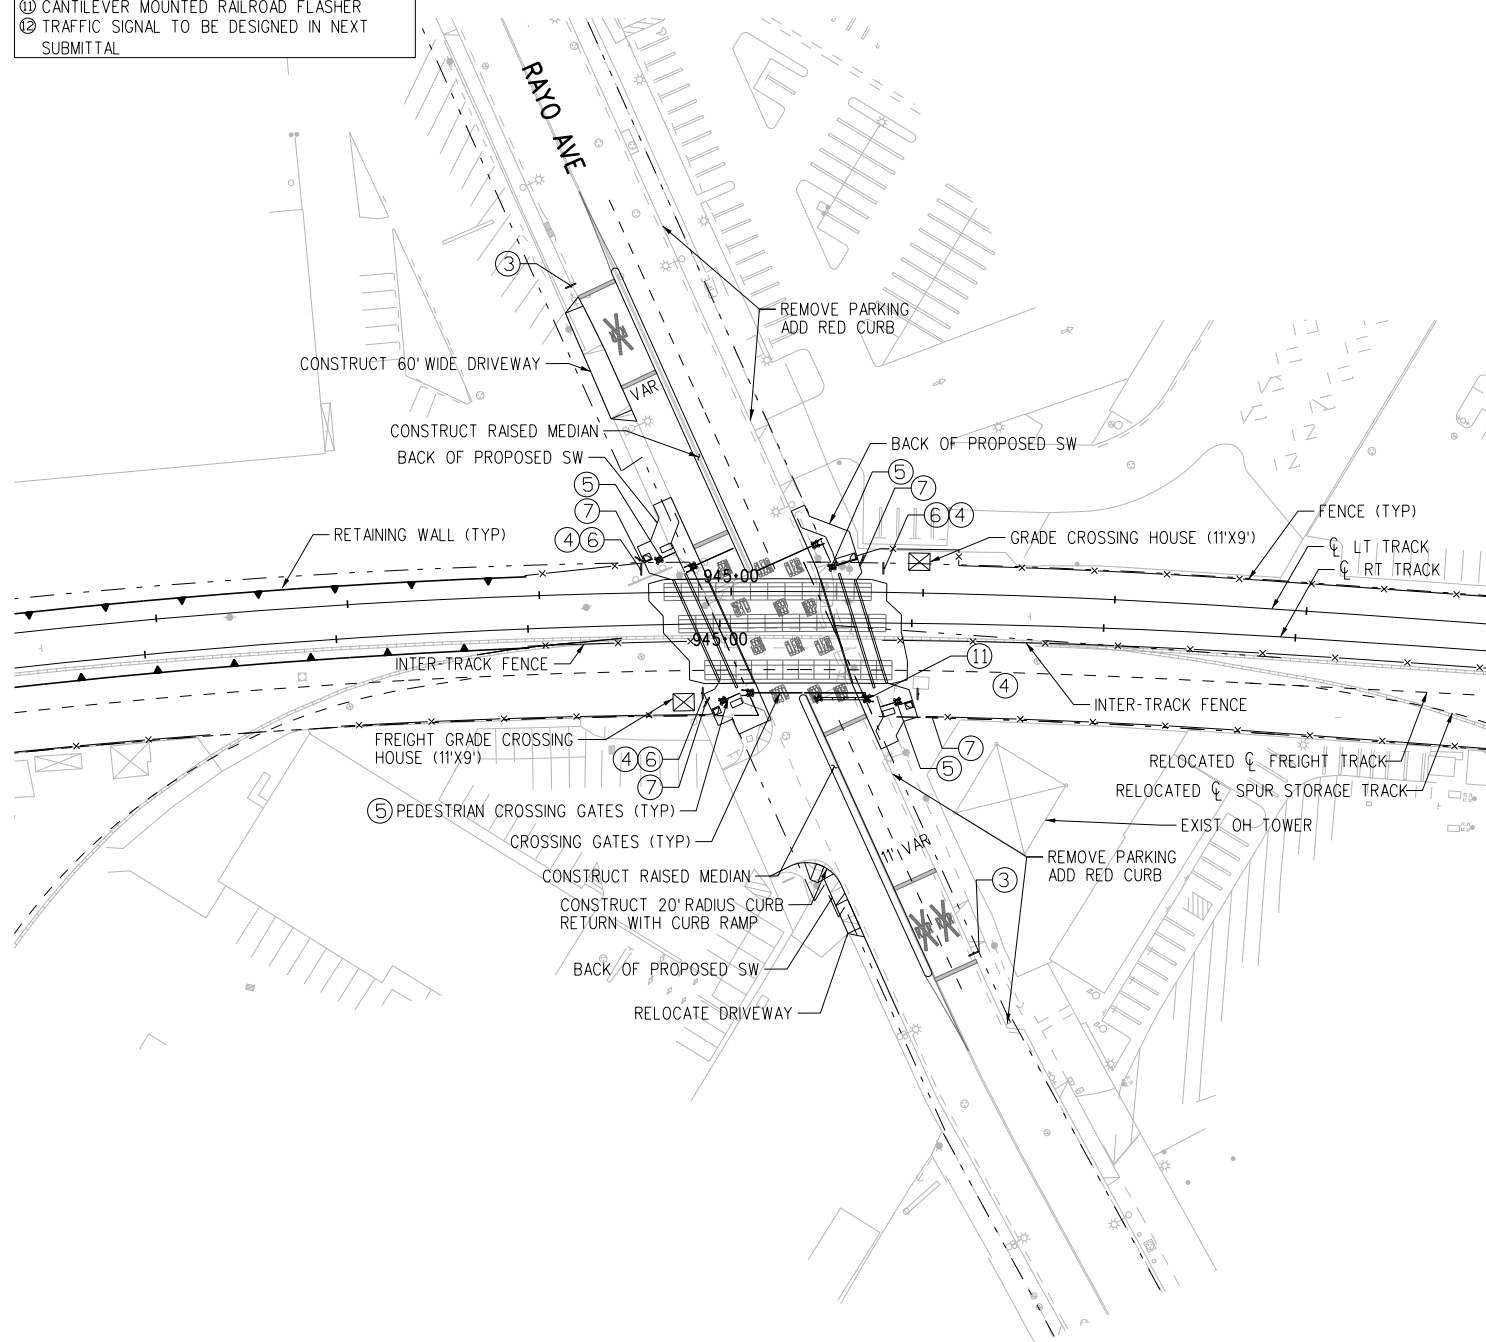 ⑪ CANTILEVER MOUNTED RAILROAD FLASHER
⑫ TRAFFIC SIGNAL TO BE DESIGNED IN NEXT
SUBMITTAL
RAYO AVE
③
REMOVE PARKING
ADD RED CURB
CONSTRUCT 60' WIDE DRIVEWAY
VAR
CONSTRUCT RAISED MEDIAN
BACK OF PROPOSED SW
BACK OF PROPOSED SW
⑤
⑤
⑦
⑦
④⑥
⑥④
RETAINING WALL (TYP)
GRADE CROSSING HOUSE (11'X9')
FENCE (TYP)
℄ LT TRACK
℄ RT TRACK
945+00
945+00
INTER-TRACK FENCE
⑪
④
INTER-TRACK FENCE
FREIGHT GRADE CROSSING
HOUSE (11'X9')
④⑥
⑦
⑦
⑤
RELOCATED ℄ FREIGHT TRACK
RELOCATED ℄ SPUR STORAGE TRACK
⑤ PEDESTRIAN CROSSING GATES (TYP)
EXIST OH TOWER
CROSSING GATES (TYP)
11' VAR
REMOVE PARKING
ADD RED CURB
CONSTRUCT RAISED MEDIAN
③
CONSTRUCT 20' RADIUS CURB
RETURN WITH CURB RAMP
BACK OF PROPOSED SW
RELOCATE DRIVEWAY